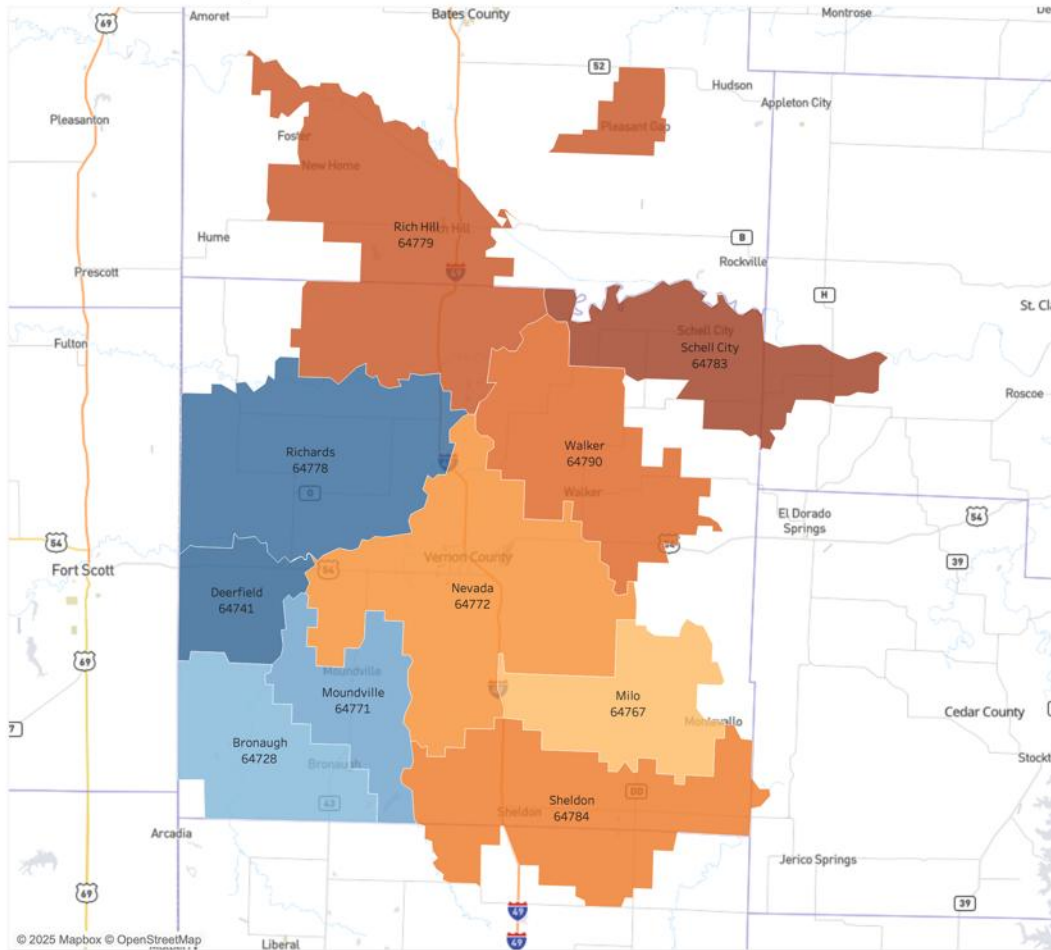 69
Amoret
Bates County
Montrose
De
52
Hudson
Appleton City
Pleasanton
Pleasant Gap
Foster
New Home
Rich Hill
64779
Hume
B
Rockville
Prescott
H
St. Cl
Schell City
Schell City
64783
Fulton
Roscoe
Richards
64778
Walker
64790
Walker
El Dorado
Springs
54
39
54
Fort Scott
Vernon County
54
Deerfield
64741
Nevada
64772
69
Moundville
Moundville
64771
Milo
64767
Montevallo
Cedar County
7
Bronaugh
64728
Bronaugh
Stockt
43
DD
Sheldon
Sheldon
64784
Arcadia
Jerico Springs
69
39
49
49
© 2025 Mapbox © OpenStreetMap
Liberal